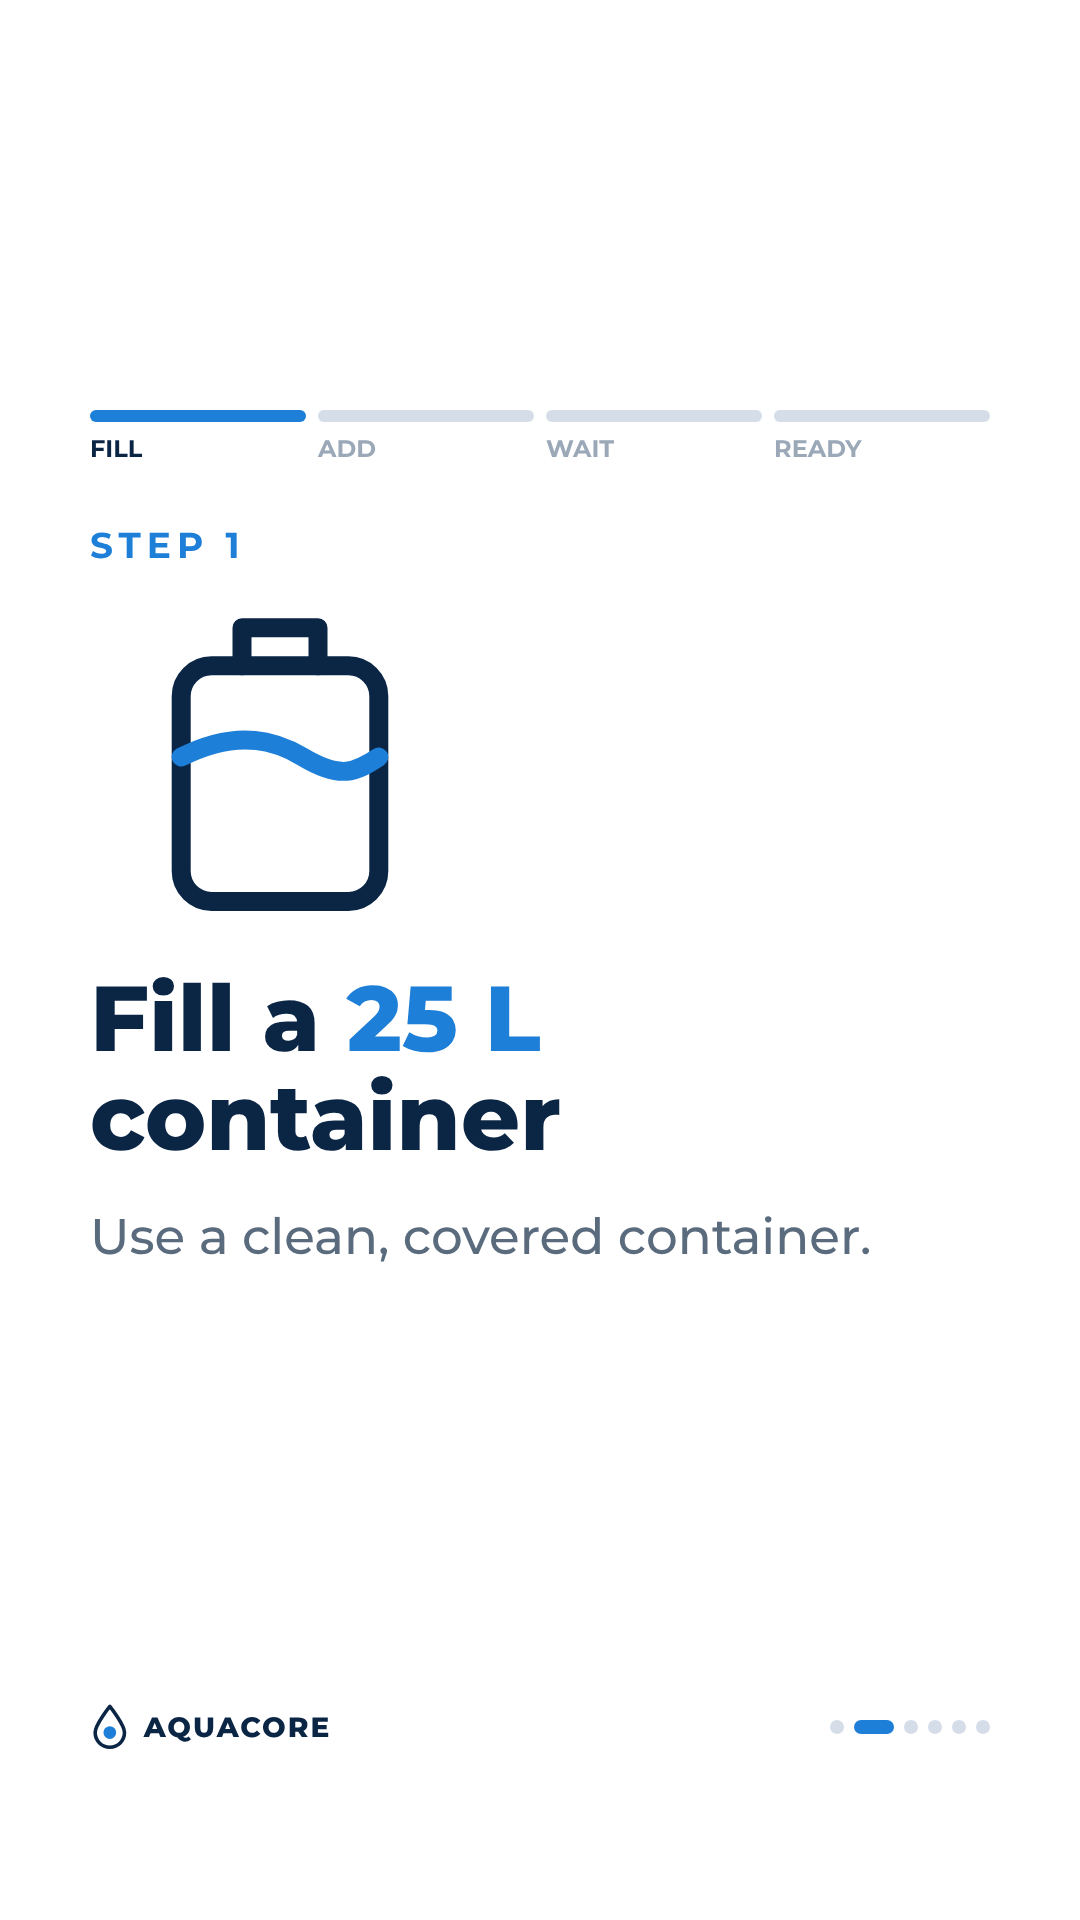 FILL
ADD
WAIT
READY
STEP 1
Fill a 25 L
container
Use a clean, covered container.
AQUACORE